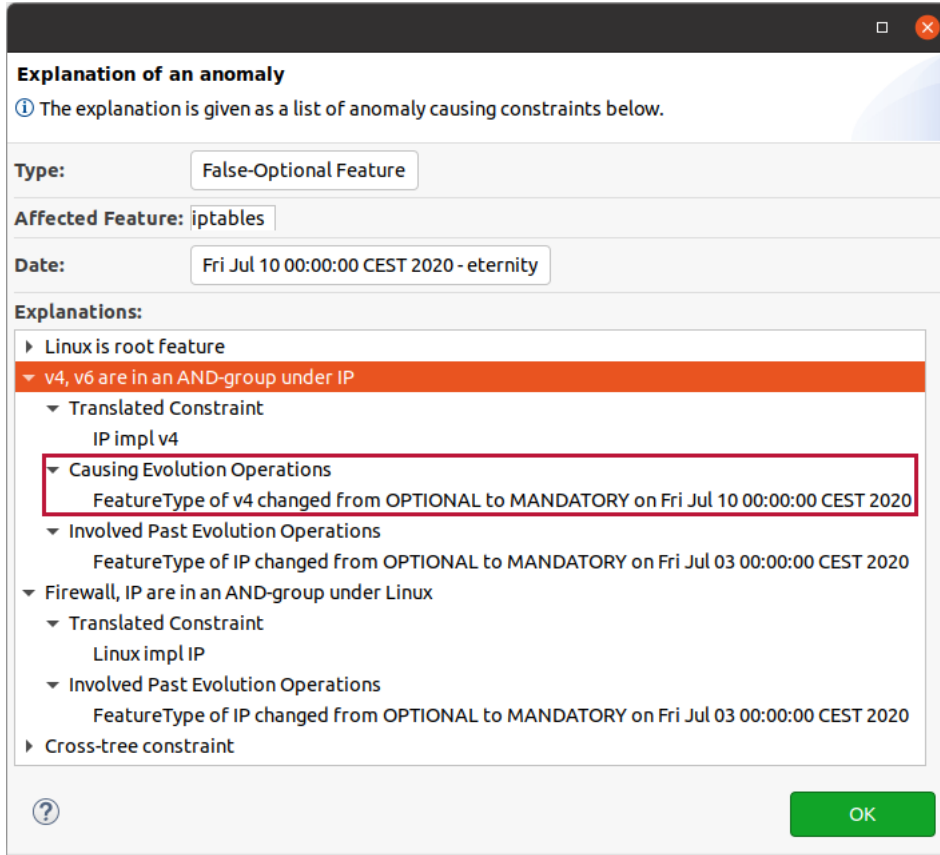 Explanation of an anomaly
The explanation is given as a list of anomaly causing constraints below.
Type: False-Optional Feature
Affected Feature: iptables
Date: Fri Jul 10 00:00:00 CEST 2020 - eternity
Explanations:
Linux is root feature
v4, v6 are in an AND-group under IP
Translated Constraint
IP impl v4
Causing Evolution Operations
FeatureType of v4 changed from OPTIONAL to MANDATORY on Fri Jul 10 00:00:00 CEST 2020
Involved Past Evolution Operations
FeatureType of IP changed from OPTIONAL to MANDATORY on Fri Jul 03 00:00:00 CEST 2020
Firewall, IP are in an AND-group under Linux
Translated Constraint
Linux impl IP
Involved Past Evolution Operations
FeatureType of IP changed from OPTIONAL to MANDATORY on Fri Jul 03 00:00:00 CEST 2020
Cross-tree constraint
OK